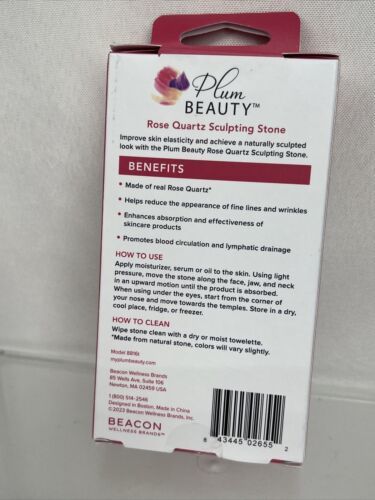 Plum
BEAUTY™
Rose Quartz Sculpting Stone
Improve skin elasticity and achieve a naturally sculpted
look with the Plum Beauty Rose Quartz Sculpting Stone.
BENEFITS
• Made of real Rose Quartz*
• Helps reduce the appearance of fine lines and wrinkles
• Enhances absorption and effectiveness of
skincare products
• Promotes blood circulation and lymphatic drainage
HOW TO USE
Apply moisturizer, serum or oil to the skin. Using light
pressure, move the stone along the face, jaw, and neck
in an upward motion until the product is absorbed.
When using under the eyes, start from the corner of
your nose and move towards the temples. Store in a dry,
cool place, fridge, or freezer.
HOW TO CLEAN
Wipe stone clean with a dry or moist towelette.
*Made from natural stone, colors will vary slightly.
Model 8816i
myplumbeauty.com
Beacon Wellness Brands
85 Wells Ave, Suite 106
Newton, MA 02459 USA
1 (800) 514-2546
Designed in Boston. Made in China
©2023 Beacon Wellness Brands, Inc.
BEACON
WELLNESS BRANDS™
8 43445 02655 2